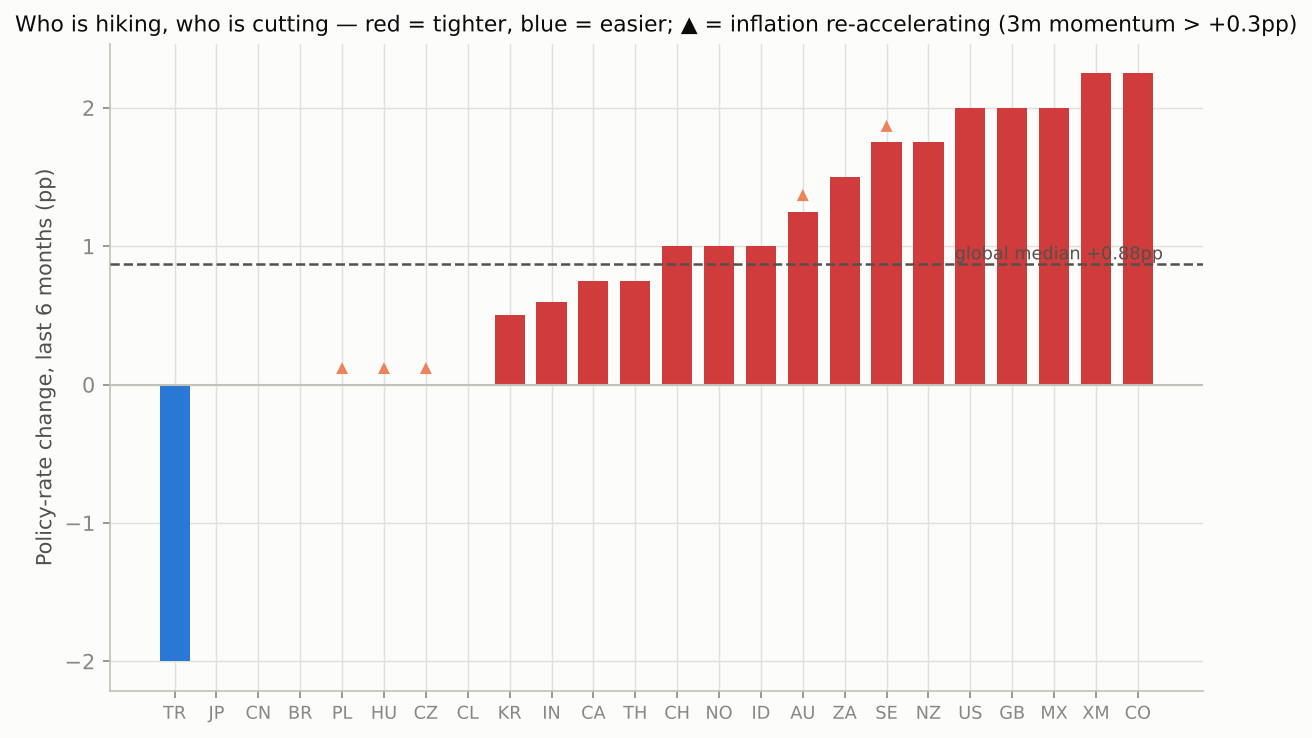 Who is hiking, who is cutting — red = tighter, blue = easier; ▲ = inflation re-accelerating (3m momentum > +0.3pp)
Policy-rate change, last 6 months (pp)
2
1
0
−1
−2
global median +0.88pp
TR JP CN BR PL HU CZ CL KR IN CA TH CH NO ID AU ZA SE NZ US GB MX XM CO